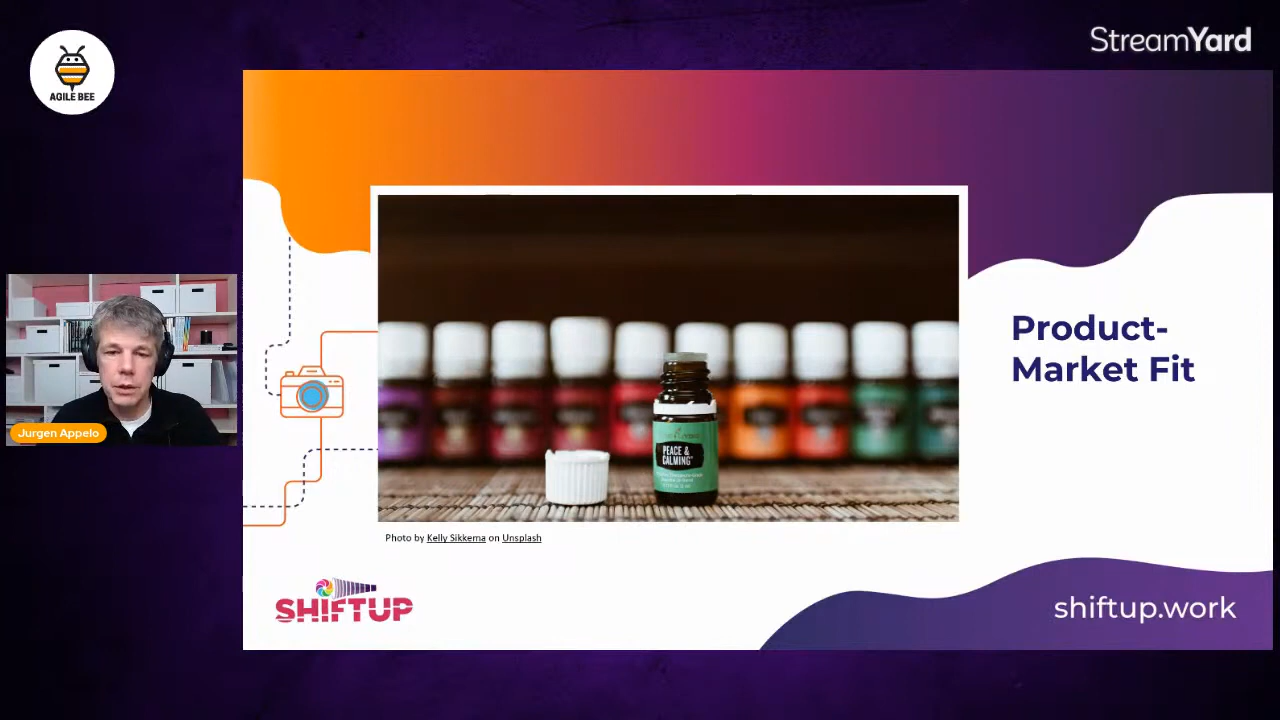 AGILE BEE
StreamYard
Product-
Market Fit
PEACE &
CALMING
Jurgen Appelo
Photo by Kelly Sikkema on Unsplash
SHIFTUP
shiftup.work